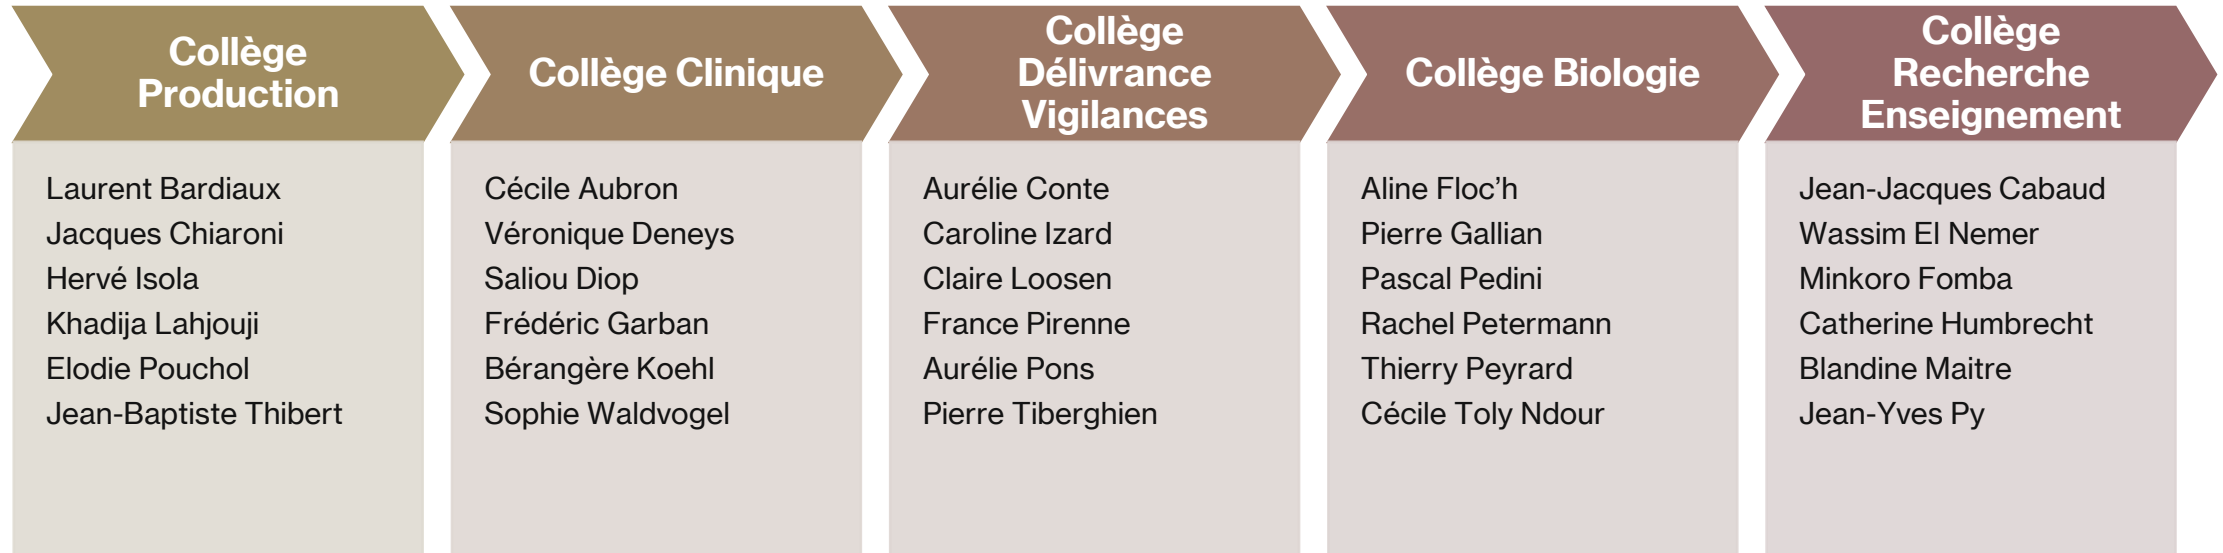 Collège
Production
Laurent Bardiaux
Jacques Chiaroni
Hervé Isola
Khadija Lahjouji
Elodie Pouchol
Jean-Baptiste Thibert
Collège Clinique
Cécile Aubron
Véronique Deneys
Saliou Diop
Frédéric Garban
Bérangère Koehl
Sophie Waldvogel
Collège
Délivrance
Vigilances
Aurélie Conte
Caroline Izard
Claire Loosen
France Pirenne
Aurélie Pons
Pierre Tiberghien
Collège Biologie
Aline Floc’h
Pierre Gallian
Pascal Pedini
Rachel Petermann
Thierry Peyrard
Cécile Toly Ndour
Collège
Recherche
Enseignement
Jean-Jacques Cabaud
Wassim El Nemer
Minkoro Fomba
Catherine Humbrecht
Blandine Maitre
Jean-Yves Py